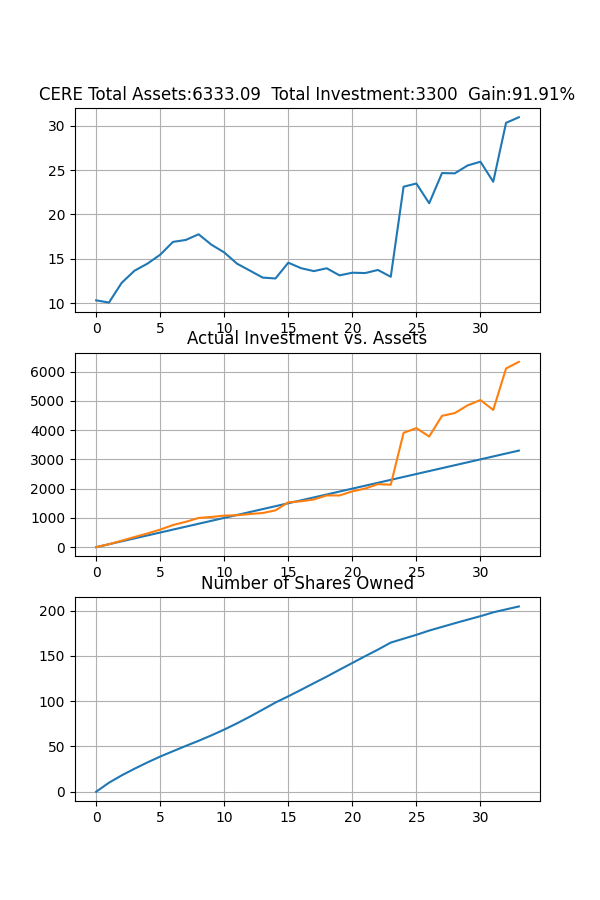 CERE Total Assets:6333.09  Total Investment:3300  Gain:91.91%
30
25
20
15
10
0 5 10 15 20 25 30
Actual Investment vs. Assets
6000
5000
4000
3000
2000
1000
0
0 5 10 15 20 25 30
Number of Shares Owned
200
150
100
50
0
0 5 10 15 20 25 30